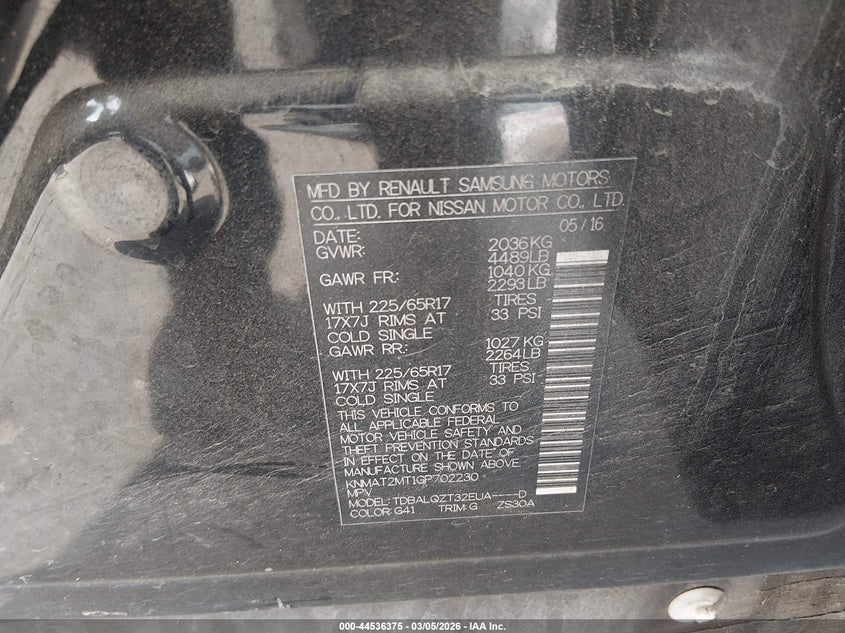 MFD BY RENAULT SAMSUNG MOTORS
CO., LTD. FOR NISSAN MOTOR CO., LTD.
DATE: 05/16
GVWR: 2036KG
4489LB
GAWR FR: 1040KG
2293LB
WITH 225/65R17 TIRES
17X7J RIMS AT 33 PSI
COLD SINGLE
GAWR RR: 1027KG
2264LB
WITH 225/65R17 TIRES
17X7J RIMS AT 33 PSI
COLD SINGLE
THIS VEHICLE CONFORMS TO
ALL APPLICABLE FEDERAL
MOTOR VEHICLE SAFETY AND
THEFT PREVENTION STANDARDS
IN EFFECT ON THE DATE OF
MANUFACTURE SHOWN ABOVE.
KNMAT2MT1GP702230
MPV
MODEL: TDBALQZT32EUA----D
COLOR: G41 TRIM: G ZS30A
000-44536375 - 03/05/2026 - IAA Inc.